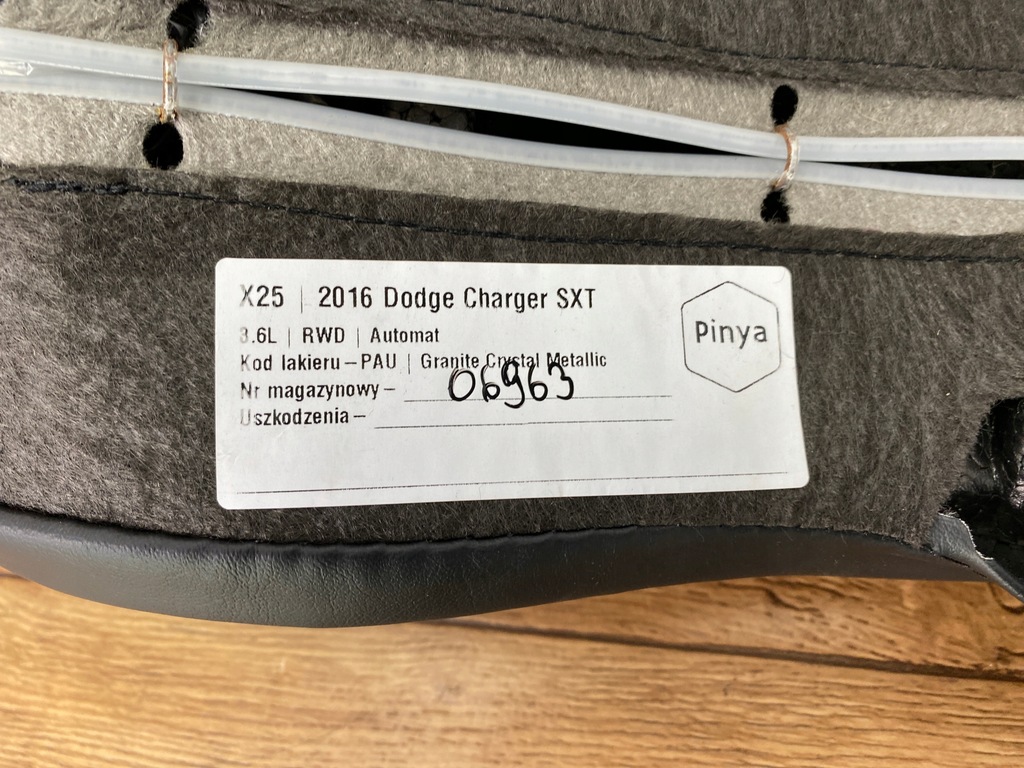 X25 | 2016 Dodge Charger SXT
Pinya
3.6L | RWD | Automat
Kod lakieru – PAU | Granite Crystal Metallic
Nr magazynowy – 06963
Uszkodzenia –